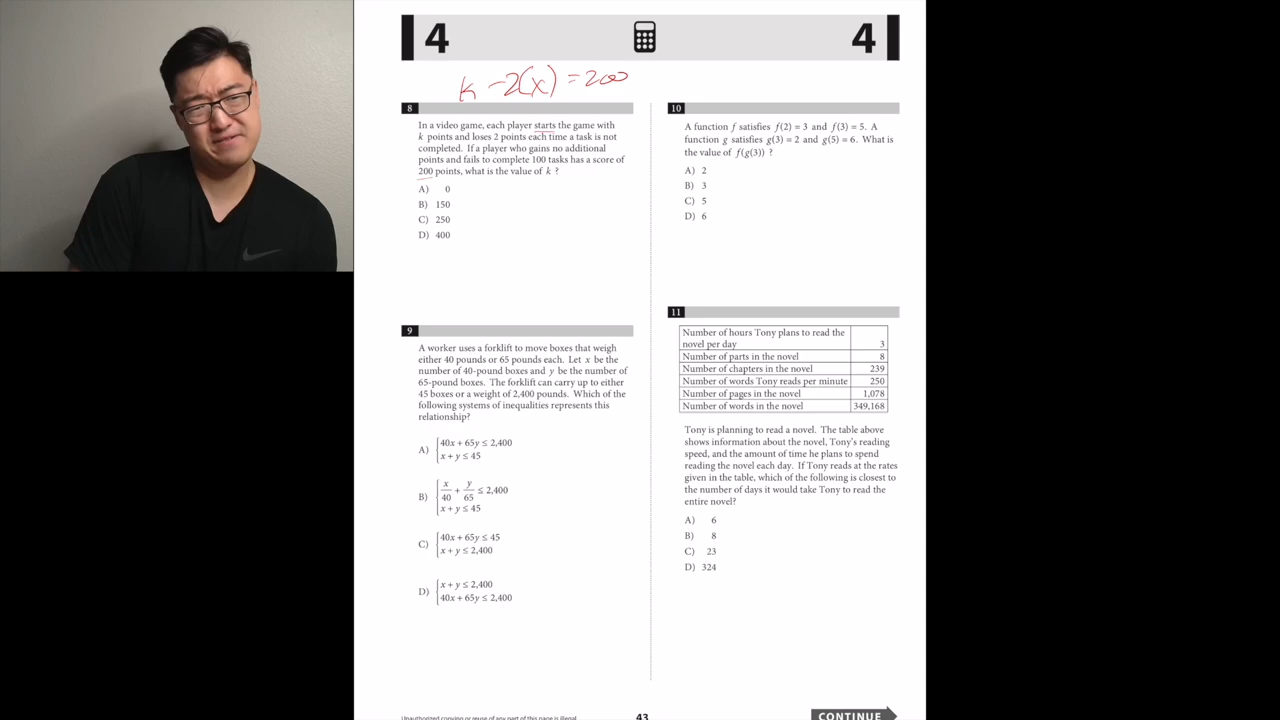 4 4
k - 2(x) = 200
8
In a video game, each player starts the game with
k points and loses 2 points each time a task is not
completed. If a player who gains no additional
points and fails to complete 100 tasks has a score of
200 points, what is the value of k ?
A) 0
B) 150
C) 250
D) 400
9
A worker uses a forklift to move boxes that weigh
either 40 pounds or 65 pounds each. Let x be the
number of 40-pound boxes and y be the number of
65-pound boxes. The forklift can carry up to either
45 boxes or a weight of 2,400 pounds. Which of the
following systems of inequalities represents this
relationship?
A) { 40x + 65y ≤ 2,400
x + y ≤ 45
B) { x/40 + y/65 ≤ 2,400
x + y ≤ 45
C) { 40x + 65y ≤ 45
x + y ≤ 2,400
D) { x + y ≤ 2,400
40x + 65y ≤ 2,400
10
A function f satisfies f(2) = 3 and f(3) = 5. A
function g satisfies g(3) = 2 and g(5) = 6. What is
the value of f(g(3)) ?
A) 2
B) 3
C) 5
D) 6
11
Number of hours Tony plans to read the
novel per day 3
Number of parts in the novel 8
Number of chapters in the novel 239
Number of words Tony reads per minute 250
Number of pages in the novel 1,078
Number of words in the novel 349,168
Tony is planning to read a novel. The table above
shows information about the novel, Tony's reading
speed, and the amount of time he plans to spend
reading the novel each day. If Tony reads at the rates
given in the table, which of the following is closest to
the number of days it would take Tony to read the
entire novel?
A) 6
B) 8
C) 23
D) 324
Unauthorized copying or reuse of any part of this page is illegal.
43
CONTINUE